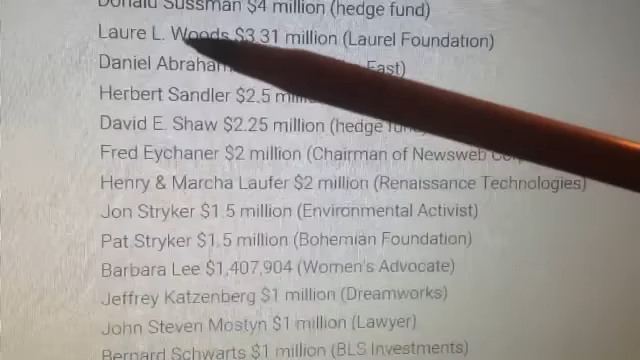 Donald Sussman $4 million (hedge fund)
Laure L. Woods $3.31 million (Laurel Foundation)
Daniel Abraham East)
Herbert Sandler $2.5
David E. Shaw $2.25 million (hedge
Fred Eychaner $2 million (Chairman of Newsweb
Henry & Marcha Laufer $2 million (Renaissance Technologies)
Jon Stryker $1.5 million (Environmental Activist)
Pat Stryker $1.5 million (Bohemian Foundation)
Barbara Lee $1,407,904 (Women's Advocate)
Jeffrey Katzenberg $1 million (Dreamworks)
John Steven Mostyn $1 million (Lawyer)
Bernard Schwarts $1 million (BLS Investments)